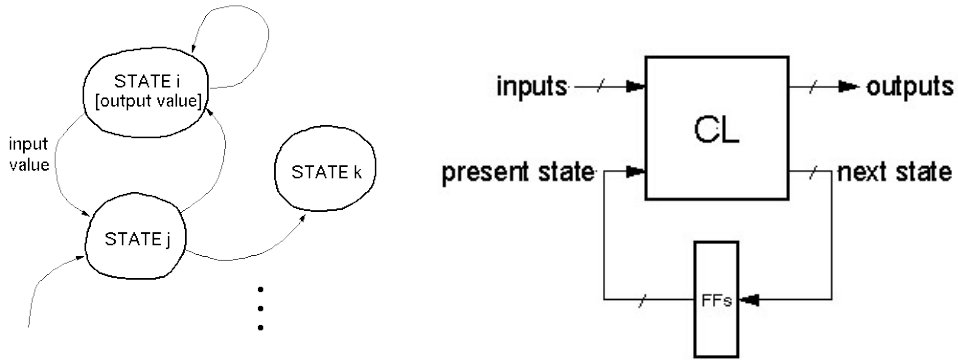 STATE i
[output value]
input
value
STATE k
STATE j
inputs
CL
outputs
present state
next state
FFs